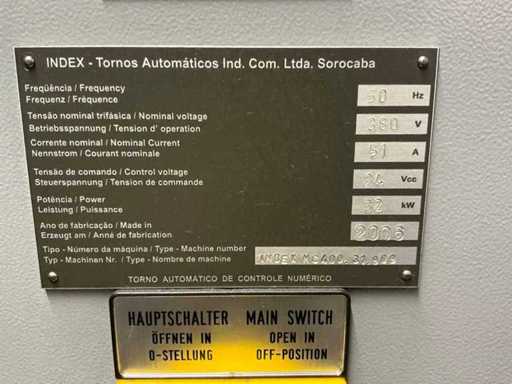 INDEX - Tornos Automáticos Ind. Com. Ltda. Sorocaba
Freqüência / Frequency
Frequenz / Fréquence
50 Hz
Tensão nominal trifásica / Nominal voltage
Betriebsspannung / Tension d' operation
380 V
Corrente nominal / Nominal Current
Nennstrom / Courant nominale
51 A
Tensão de comando / Control voltage
Steuerspannung / Tension de commande
24 Vcc
Potência / Power
Leistung / Puissance
32 kW
Ano de fabricação / Made in
Erzeugt am / Anné de fabrication
2006
Tipo - Número da máquina / Type - Machine number
Typ - Machinen Nr. / Type - Nombre de machine
TORNO AUTOMÁTICO DE CONTROLE NUMÉRICO
HAUPTSCHALTER MAIN SWITCH
ÖFFNEN IN OPEN IN
0-STELLUNG OFF-POSITION